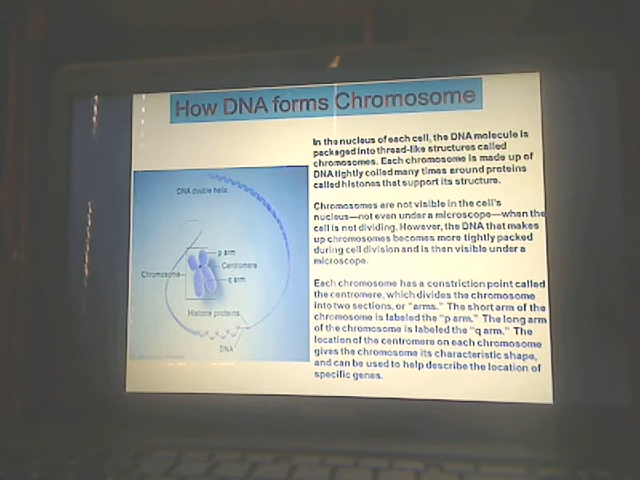 How DNA forms Chromosome
In the nucleus of each cell, the DNA molecule is
packaged into thread-like structures called
chromosomes. Each chromosome is made up of
DNA tightly coiled many times around proteins
called histones that support its structure.
Chromosomes are not visible in the cell's
nucleus—not even under a microscope—when the
cell is not dividing. However, the DNA that makes
up chromosomes becomes more tightly packed
during cell division and is then visible under a
microscope.
Each chromosome has a constriction point called
the centromere, which divides the chromosome
into two sections, or "arms." The short arm of the
chromosome is labeled the "p arm." The long arm
of the chromosome is labeled the "q arm." The
location of the centromere on each chromosome
gives the chromosome its characteristic shape,
and can be used to help describe the location of
specific genes.
DNA double helix
p arm
Centromere
Chromosome
q arm
Histone proteins
DNA